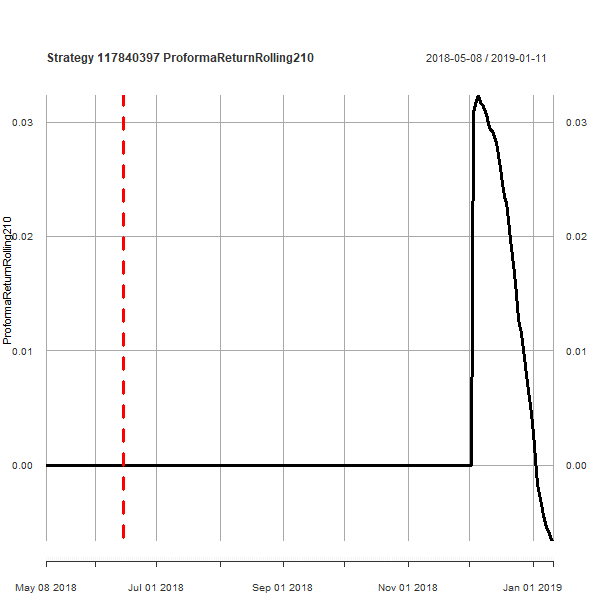 Strategy 117840397 ProformaReturnRolling210
2018-05-08 / 2019-01-11
ProformaReturnRolling210
0.03
0.03
0.02
0.02
0.01
0.01
0.00
0.00
May 08 2018
Jul 01 2018
Sep 01 2018
Nov 01 2018
Jan 01 2019